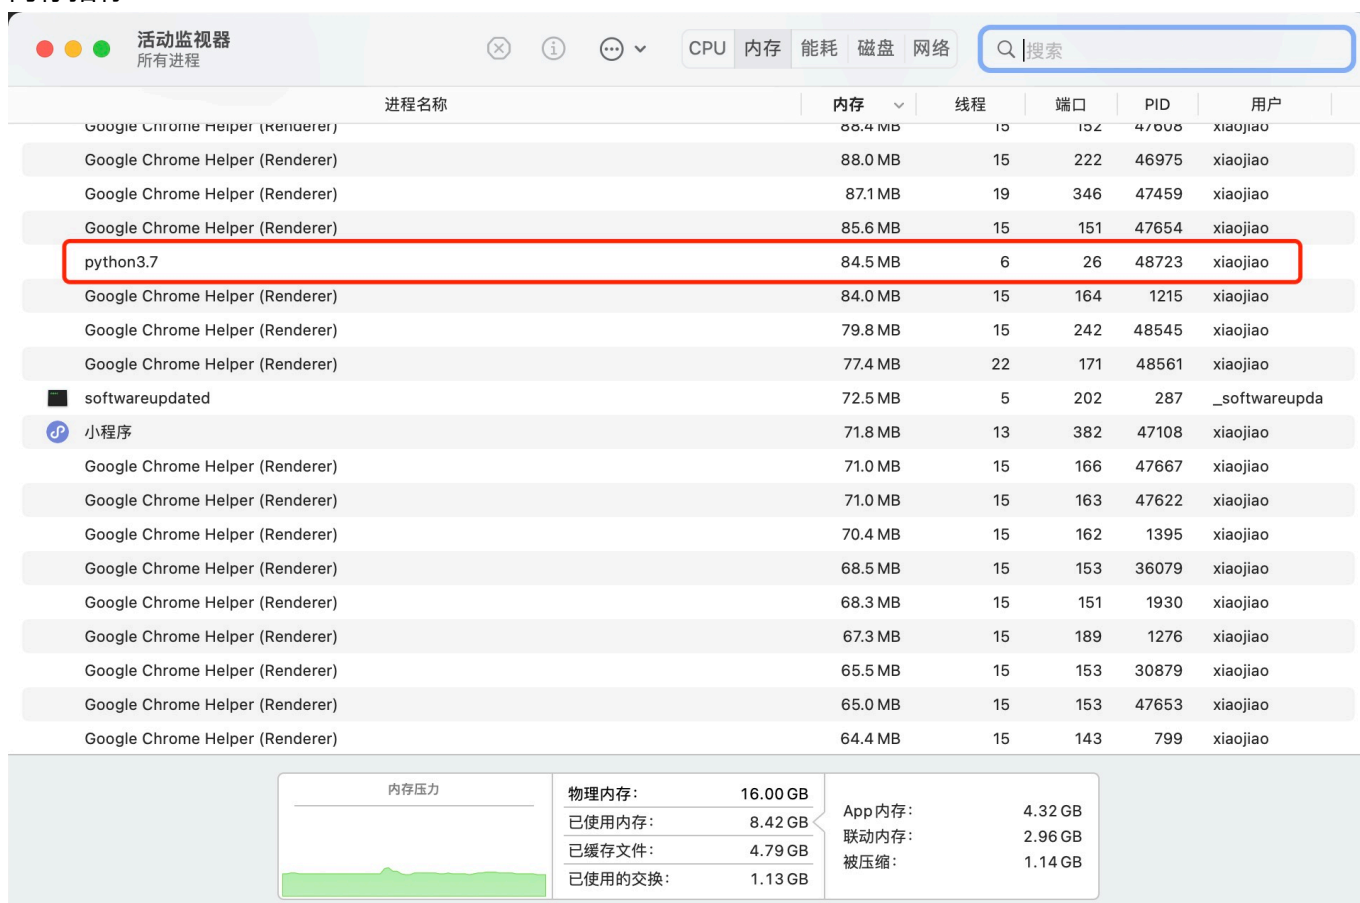 活动监视器
所有进程
CPU 内存 能耗 磁盘 网络 搜索
进程名称 内存 线程 端口 PID 用户
Google Chrome Helper (Renderer) 88.4 MB 15 152 47608 xiaojiao
Google Chrome Helper (Renderer) 88.0 MB 15 222 46975 xiaojiao
Google Chrome Helper (Renderer) 87.1 MB 19 346 47459 xiaojiao
Google Chrome Helper (Renderer) 85.6 MB 15 151 47654 xiaojiao
python3.7 84.5 MB 6 26 48723 xiaojiao
Google Chrome Helper (Renderer) 84.0 MB 15 164 1215 xiaojiao
Google Chrome Helper (Renderer) 79.8 MB 15 242 48545 xiaojiao
Google Chrome Helper (Renderer) 77.4 MB 22 171 48561 xiaojiao
softwareupdated 72.5 MB 5 202 287 _softwareupda
小程序 71.8 MB 13 382 47108 xiaojiao
Google Chrome Helper (Renderer) 71.0 MB 15 166 47667 xiaojiao
Google Chrome Helper (Renderer) 71.0 MB 15 163 47622 xiaojiao
Google Chrome Helper (Renderer) 70.4 MB 15 162 1395 xiaojiao
Google Chrome Helper (Renderer) 68.5 MB 15 153 36079 xiaojiao
Google Chrome Helper (Renderer) 68.3 MB 15 151 1930 xiaojiao
Google Chrome Helper (Renderer) 67.3 MB 15 189 1276 xiaojiao
Google Chrome Helper (Renderer) 65.5 MB 15 153 30879 xiaojiao
Google Chrome Helper (Renderer) 65.0 MB 15 153 47653 xiaojiao
Google Chrome Helper (Renderer) 64.4 MB 15 143 799 xiaojiao
内存压力
物理内存： 16.00 GB
已使用内存： 8.42 GB
已缓存文件： 4.79 GB
已使用的交换： 1.13 GB
App 内存： 4.32 GB
联动内存： 2.96 GB
被压缩： 1.14 GB